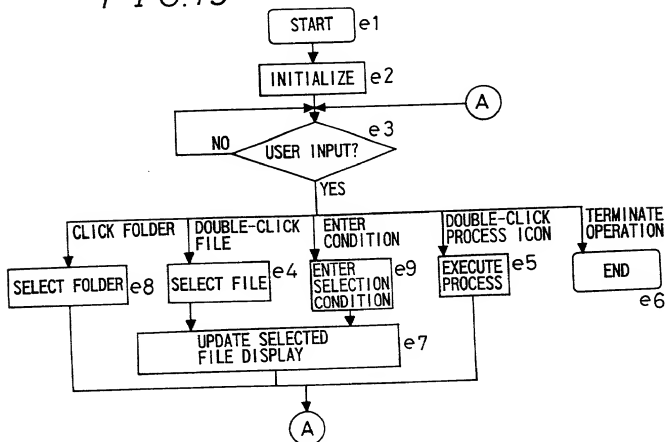 FIG.15
START e1
INITIALIZE e2
A
e3
NO USER INPUT?
YES
CLICK FOLDER
DOUBLE-CLICK
FILE
ENTER
CONDITION
DOUBLE-CLICK
PROCESS ICON
TERMINATE
OPERATION
SELECT FOLDER e8
SELECT FILE e4
ENTER
SELECTION
CONDITION
e9
EXECUTE
PROCESS
e5
END
e6
UPDATE SELECTED
FILE DISPLAY
e7
A